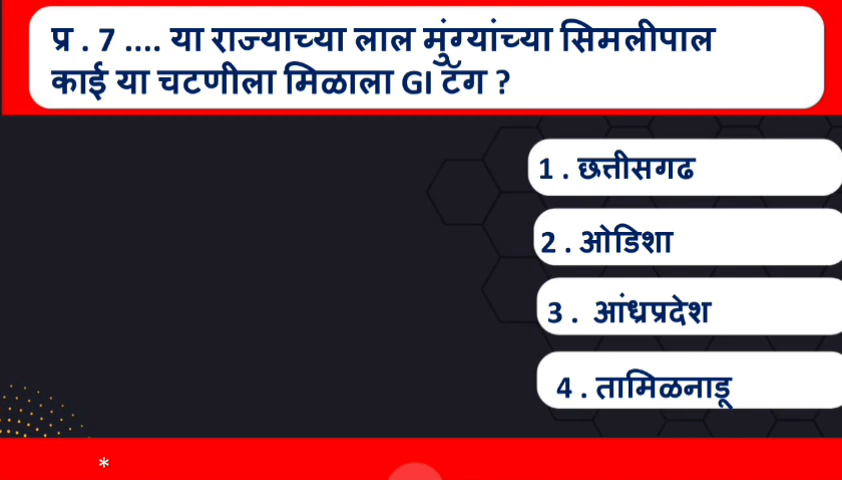 प्र . 7 .... या राज्याच्या लाल मुंग्यांच्या सिमलीपाल
काई या चटणीला मिळाला GI टॅग ?
1 . छत्तीसगढ
2 . ओडिशा
3 . आंध्रप्रदेश
4 . तामिळनाडू
*